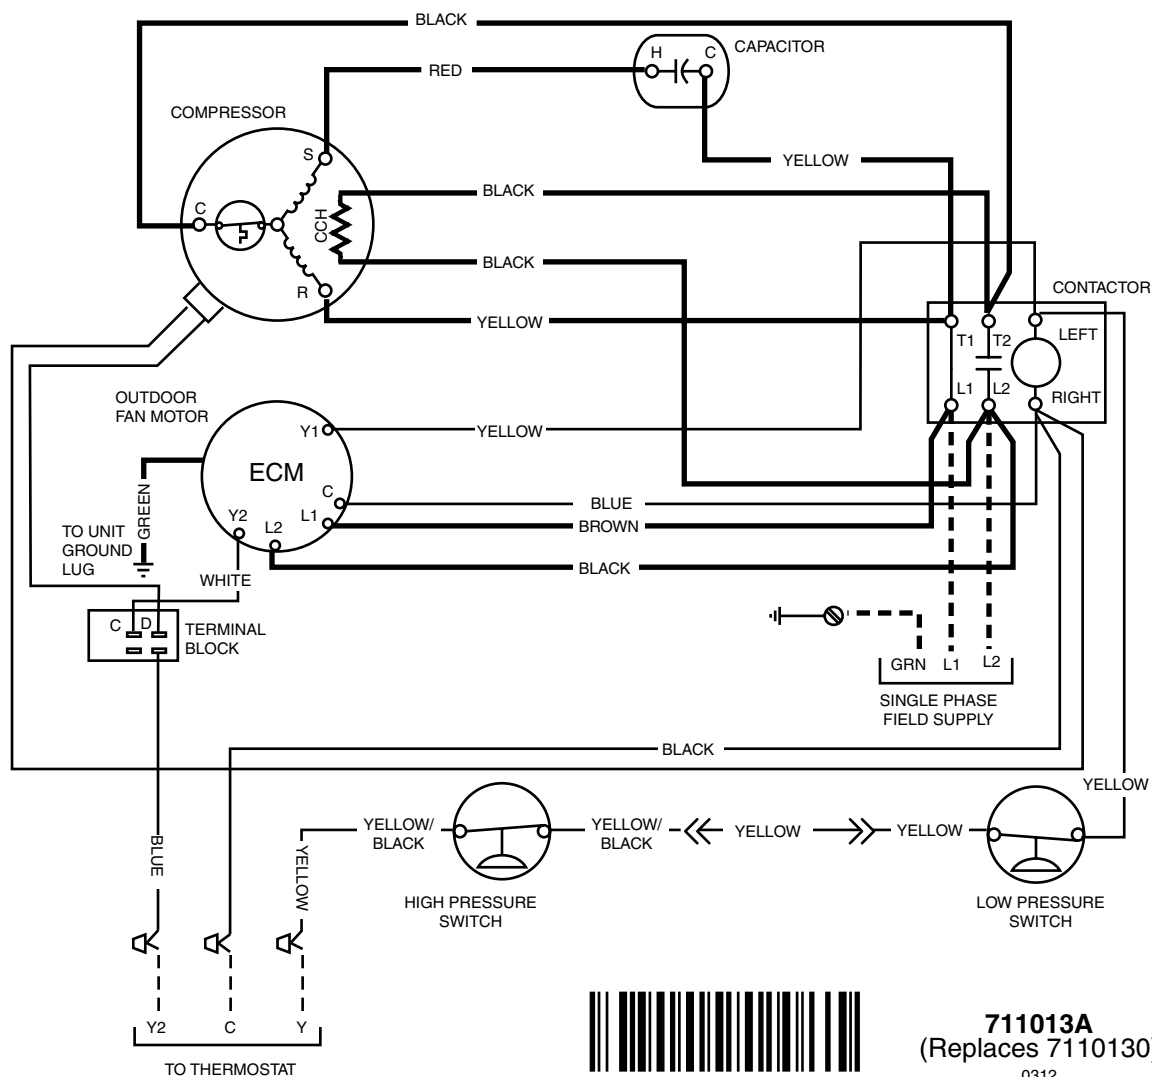 BLACK
H C CAPACITOR
RED
COMPRESSOR
S
YELLOW
BLACK
C
CCH
BLACK
R
CONTACTOR
YELLOW
T1 T2 LEFT
L1 L2 RIGHT
OUTDOOR
FAN MOTOR
Y1
YELLOW
ECM
C
BLUE
GREEN
Y2 L2 L1
BROWN
TO UNIT
GROUND
LUG
WHITE
BLACK
C D
TERMINAL
BLOCK
GRN L1 L2
SINGLE PHASE
FIELD SUPPLY
BLACK
YELLOW
BLUE
YELLOW
YELLOW/
BLACK
YELLOW/
BLACK
YELLOW
YELLOW
HIGH PRESSURE
SWITCH
LOW PRESSURE
SWITCH
Y2 C Y
TO THERMOSTAT
711013A
(Replaces 7110130)
0312